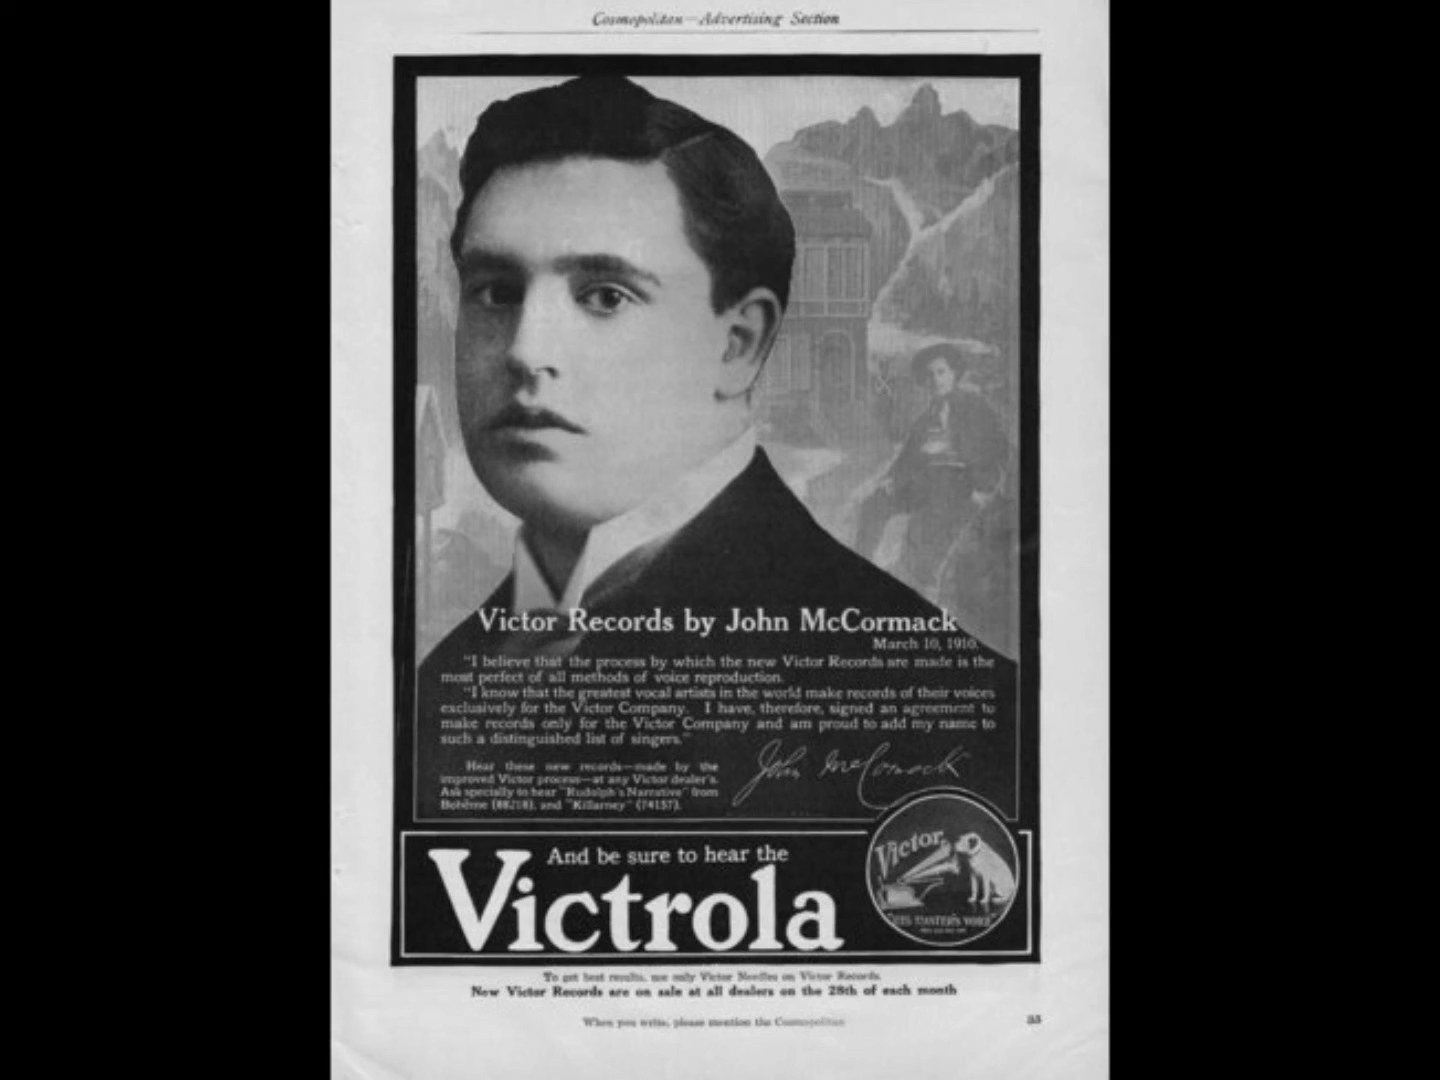 Cosmopolitan—Advertising Section
Victor Records by John McCormack
March 10, 1910.
"I believe that the process by which the new Victor Records are made is the
most perfect of all methods of voice reproduction.
"I know that the greatest vocal artists in the world make records of their voices
exclusively for the Victor Company. I have, therefore, signed an agreement to
make records only for the Victor Company and am proud to add my name to
such a distinguished list of singers."
John McCormack
Hear these new records—made by the
improved Victor process—at any Victor dealer's.
Ask specially to hear "Rudolph's Narrative" from
Bohême (88218), and "Killarney" (74157).
And be sure to hear the
Victrola
Victor
"HIS MASTER'S VOICE"
To get best results, use only Victor Needles on Victor Records.
New Victor Records are on sale at all dealers on the 28th of each month
When you write, please mention the Cosmopolitan